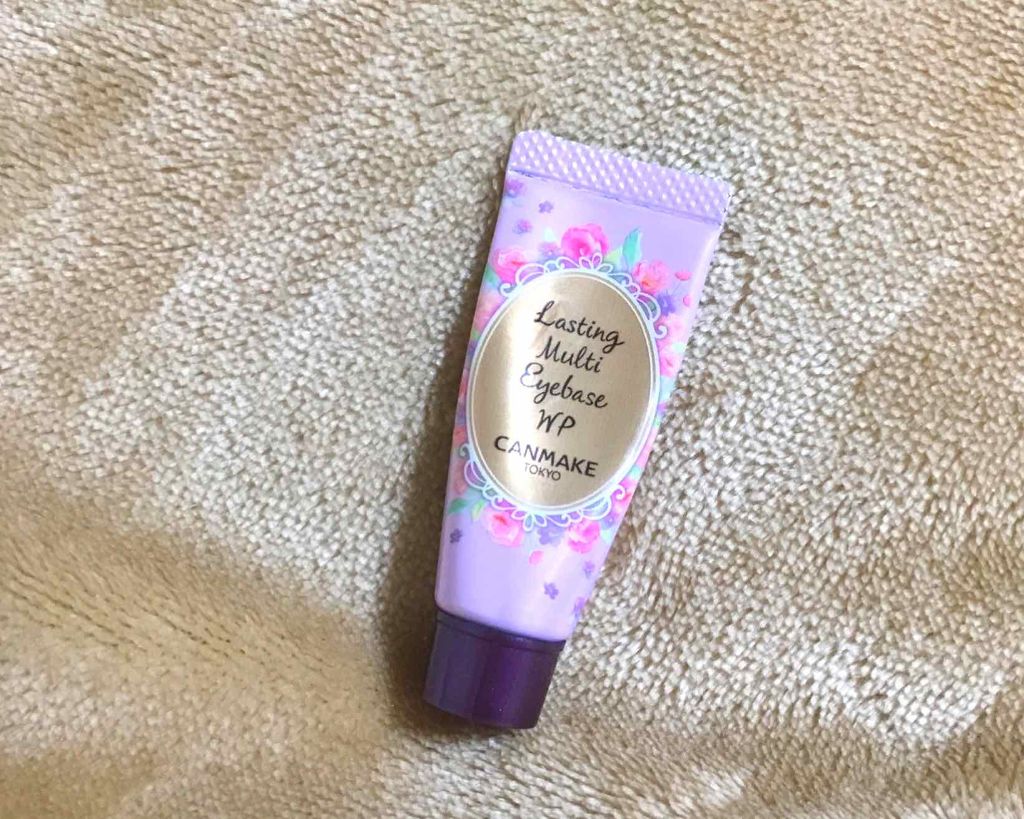 Lasting
Multi
Eyebase
WP
CANMAKE
TOKYO